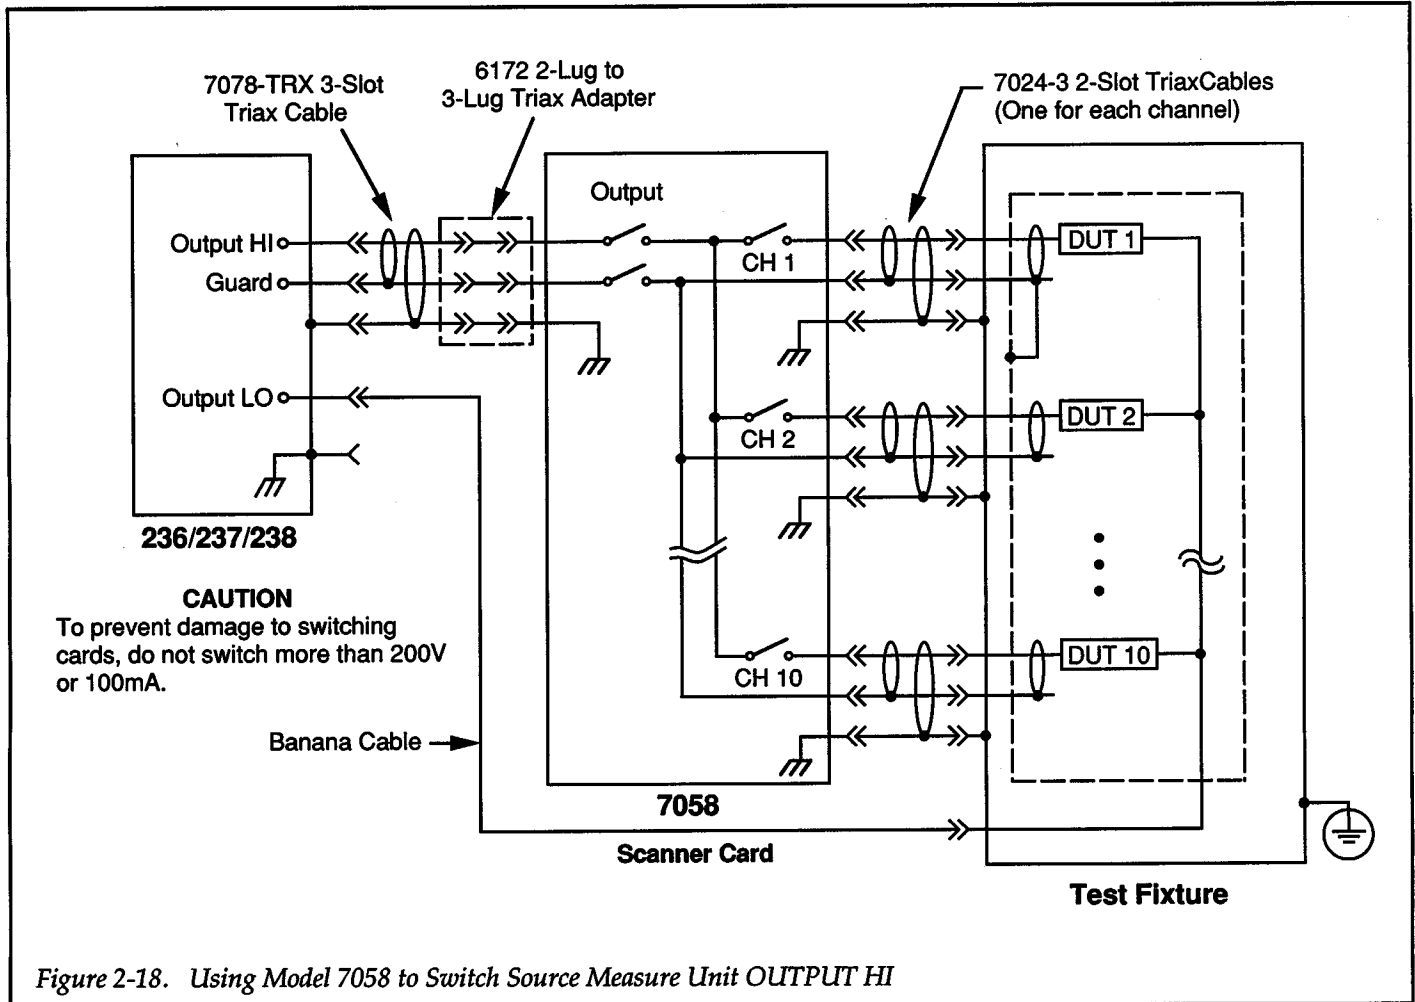 7078-TRX 3-Slot
Triax Cable
6172 2-Lug to
3-Lug Triax Adapter
7024-3 2-Slot TriaxCables
(One for each channel)
Output
Output HI
Guard
Output LO
CH 1
CH 2
CH 10
DUT 1
DUT 2
DUT 10
236/237/238
CAUTION
To prevent damage to switching
cards, do not switch more than 200V
or 100mA.
Banana Cable
7058
Scanner Card
Test Fixture
Figure 2-18. Using Model 7058 to Switch Source Measure Unit OUTPUT HI